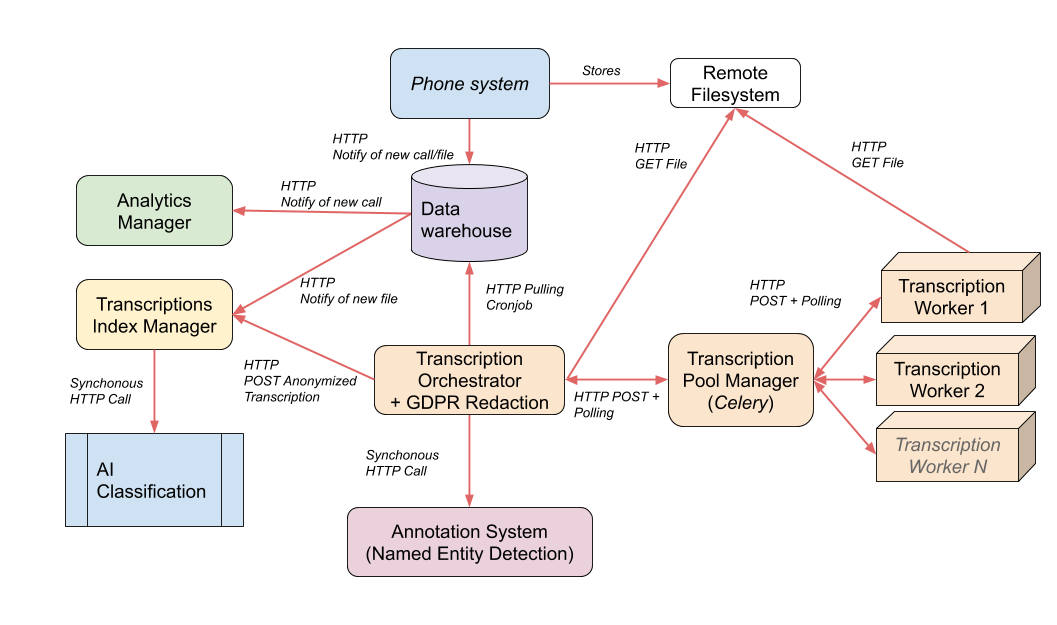 Phone system
Stores
Remote
Filesystem
HTTP
Notify of new call/file
HTTP
GET File
HTTP
GET File
Analytics
Manager
HTTP
Notify of new call
Data
warehouse
HTTP
Notify of new file
HTTP Pulling
Cronjob
HTTP
POST + Polling
Transcription
Worker 1
Transcriptions
Index Manager
Transcription
Orchestrator
+ GDPR Redaction
HTTP
POST Anonymized
Transcription
HTTP POST +
Polling
Transcription
Pool Manager
(Celery)
Transcription
Worker 2
Transcription
Worker N
Synchonous
HTTP Call
Synchonous
HTTP Call
AI
Classification
Annotation System
(Named Entity Detection)